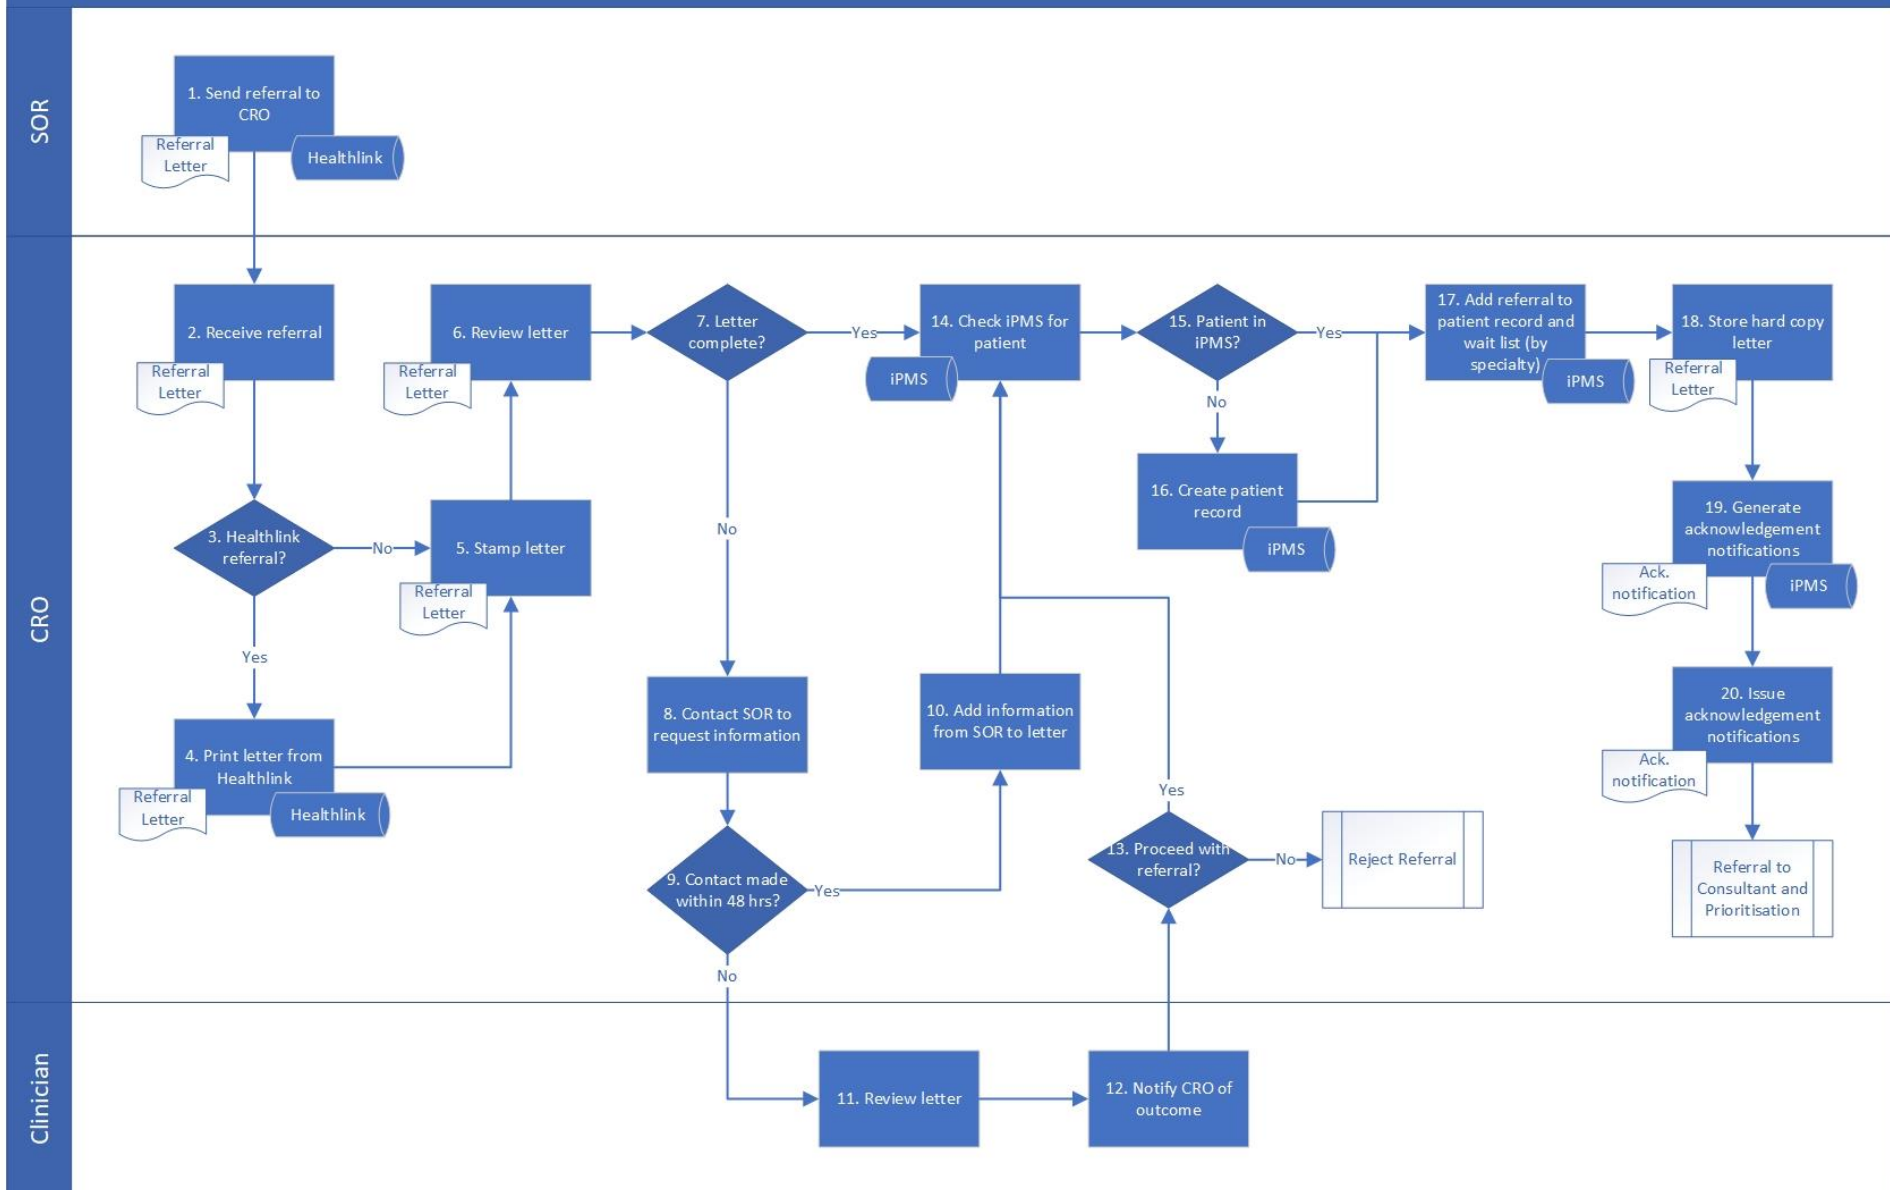 SOR
1. Send referral to
CRO
Referral
Letter
Healthlink
CRO
2. Receive referral
Referral
Letter
3. Healthlink
referral?
No
Yes
4. Print letter from
Healthlink
Referral
Letter
Healthlink
5. Stamp letter
Referral
Letter
6. Review letter
Referral
Letter
7. Letter
complete?
Yes
No
8. Contact SOR to
request information
9. Contact made
within 48 hrs?
Yes
No
10. Add information
from SOR to letter
Clinician
11. Review letter
12. Notify CRO of
outcome
13. Proceed with
referral?
Yes
No
Reject Referral
14. Check iPMS for
patient
iPMS
15. Patient in
iPMS?
Yes
No
16. Create patient
record
iPMS
17. Add referral to
patient record and
wait list (by
specialty)
iPMS
18. Store hard copy
letter
Referral
Letter
19. Generate
acknowledgement
notifications
Ack.
notification
iPMS
20. Issue
acknowledgement
notifications
Ack.
notification
Referral to
Consultant and
Prioritisation